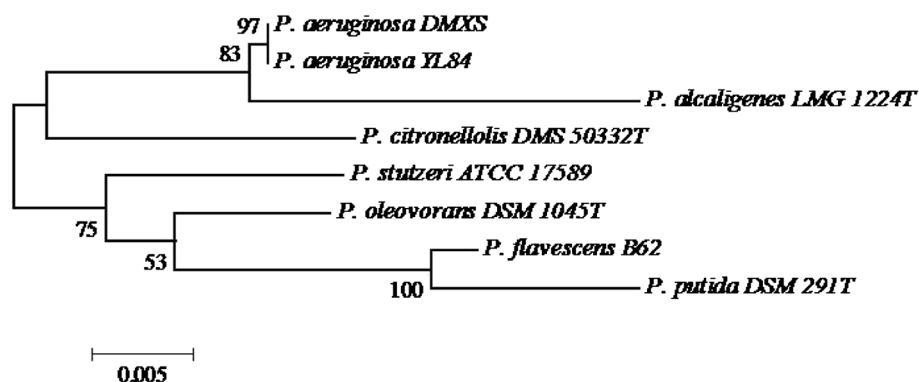 97
P. aeruginosa DMXS
83
P. aeruginosa YL84
P. alcaligenes LMG 1224T
P. citronellolis DMS 50332T
P. stutzeri ATCC 17589
P. oleovorans DSM 1045T
75
P. flavescens B62
53
P. putida DSM 291T
100
0.005